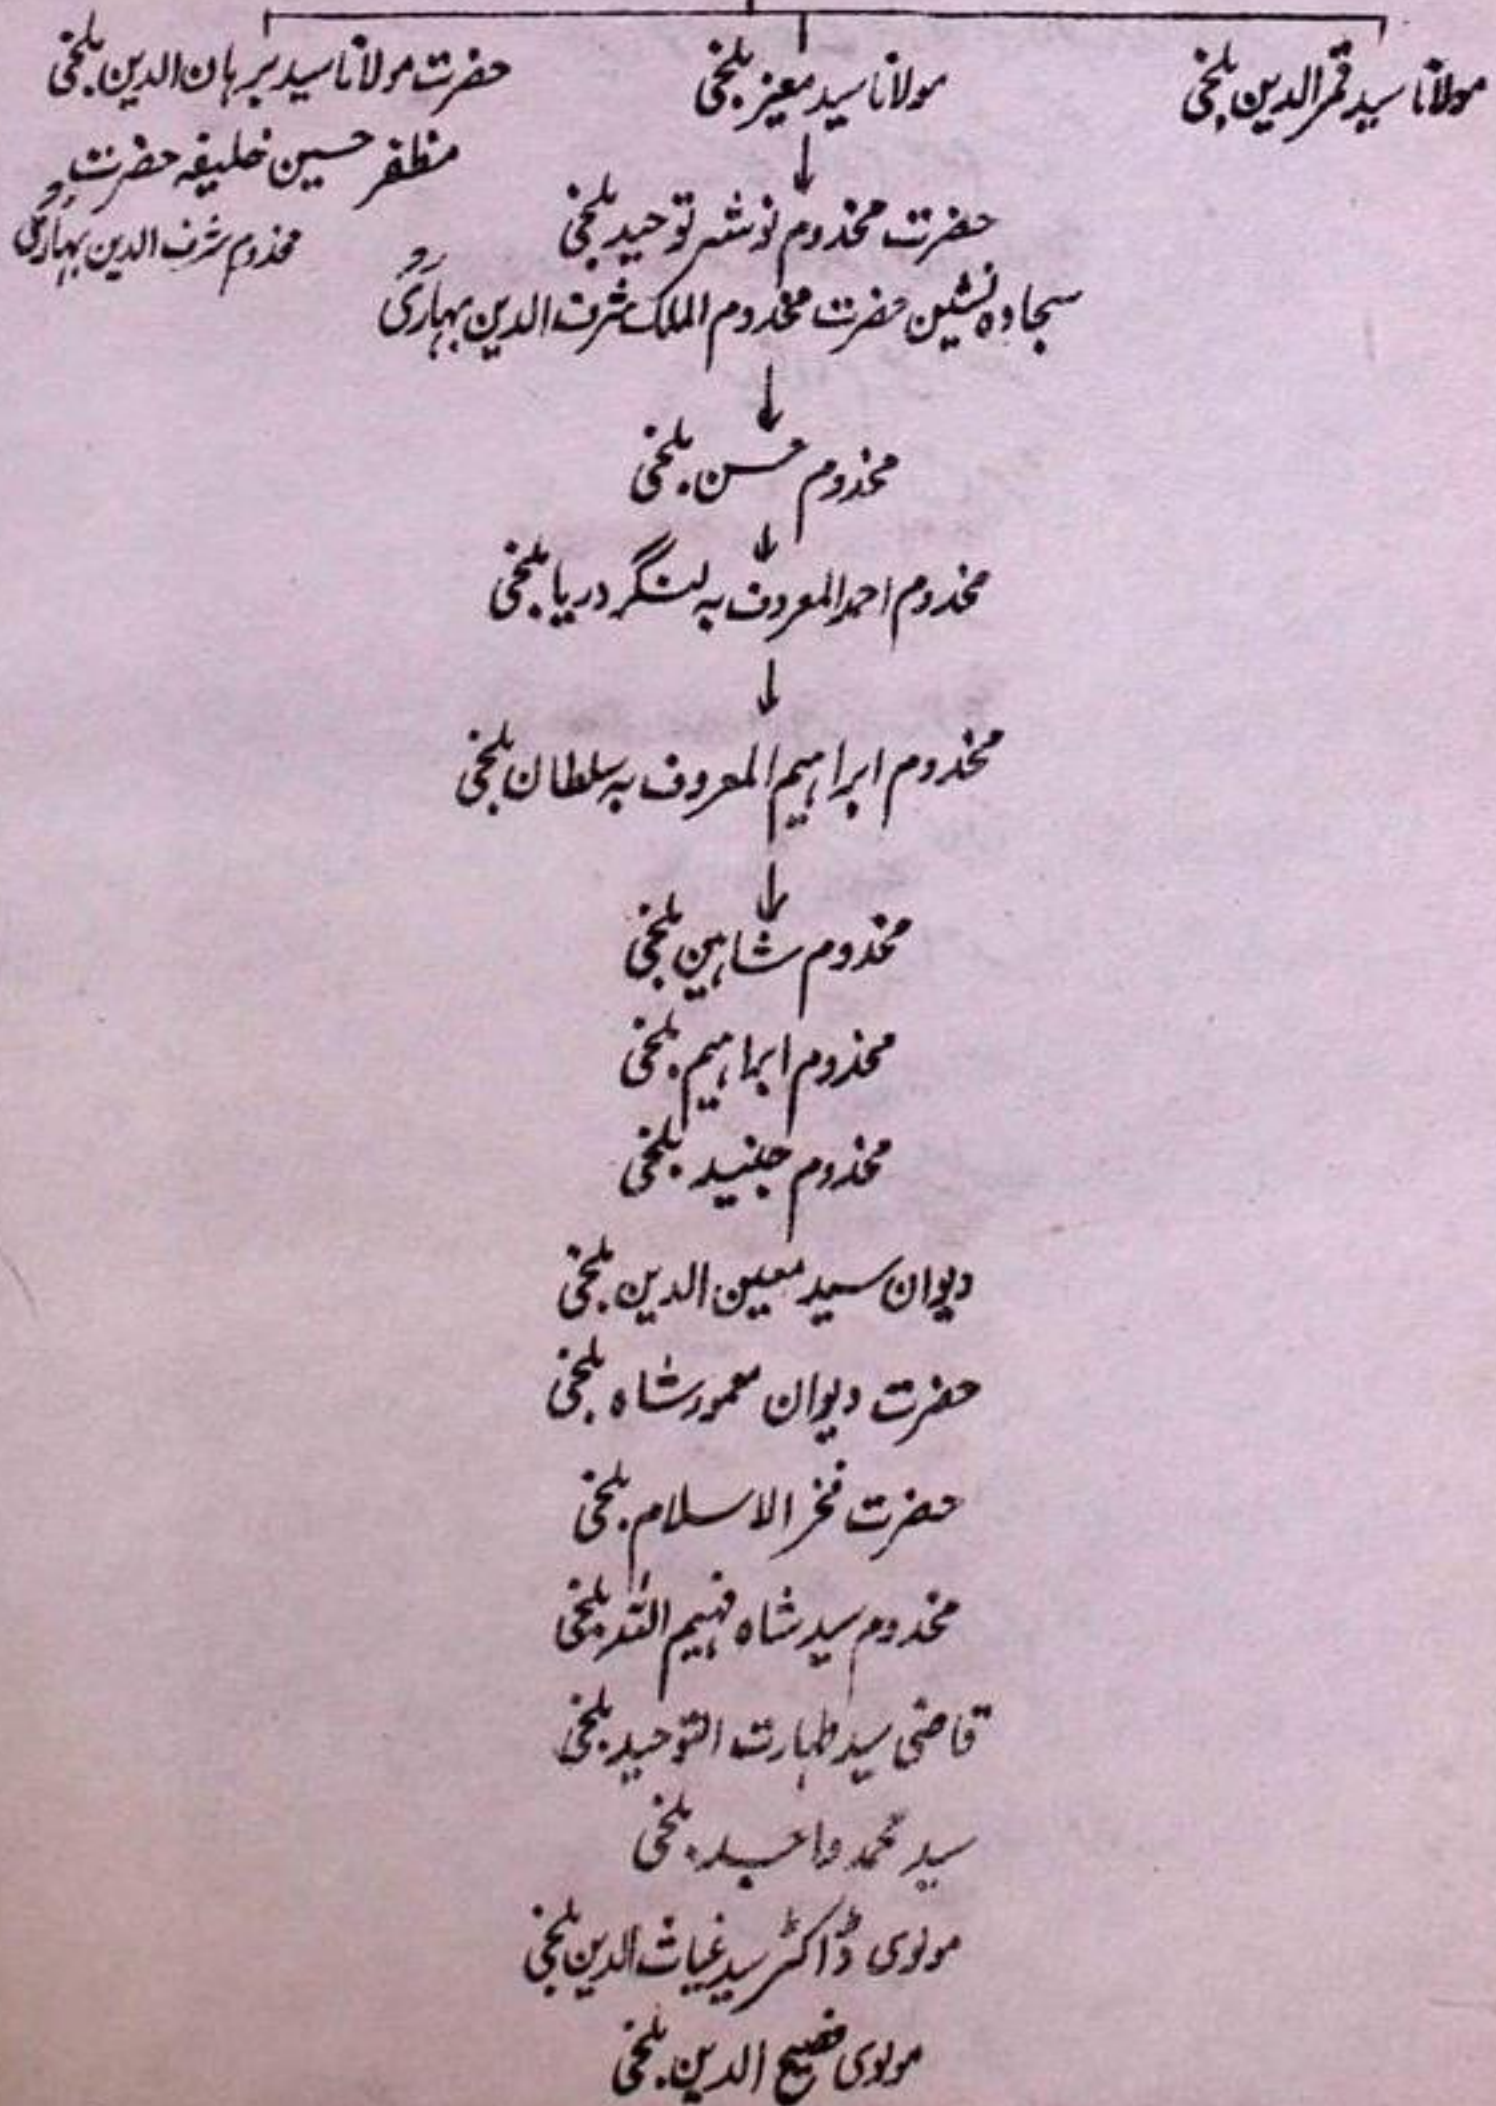 مولانا سید قمر الدین بلخی
مولانا سید معیز بلخی
حضرت مولانا سید برہان الدین بلخی
مظفر حسین خلیفہ حضرت
مخدوم شرف الدین بہاریؒ
حضرت مخدوم نوشہ توحید بلخی
سجادہ نشین حضرت مخدوم الملک شرف الدین بہاریؒ
مخدوم حسن بلخی
مخدوم احمد المعروف بہ لنگر دریا بلخی
مخدوم ابراہیم المعروف بہ سلطان بلخی
مخدوم شاہین بلخی
مخدوم ابراہیم بلخی
مخدوم جنید بلخی
دیوان سید معین الدین بلخی
حضرت دیوان معمور شاہ بلخی
حضرت فخر الاسلام بلخی
مخدوم سید شاہ فہیم اللہ بلخی
قاضی سید طہارت التوحید بلخی
سید محمد واجد بلخی
مولوی ڈاکٹر سید غیاث الدین بلخی
مولوی فصیح الدین بلخی